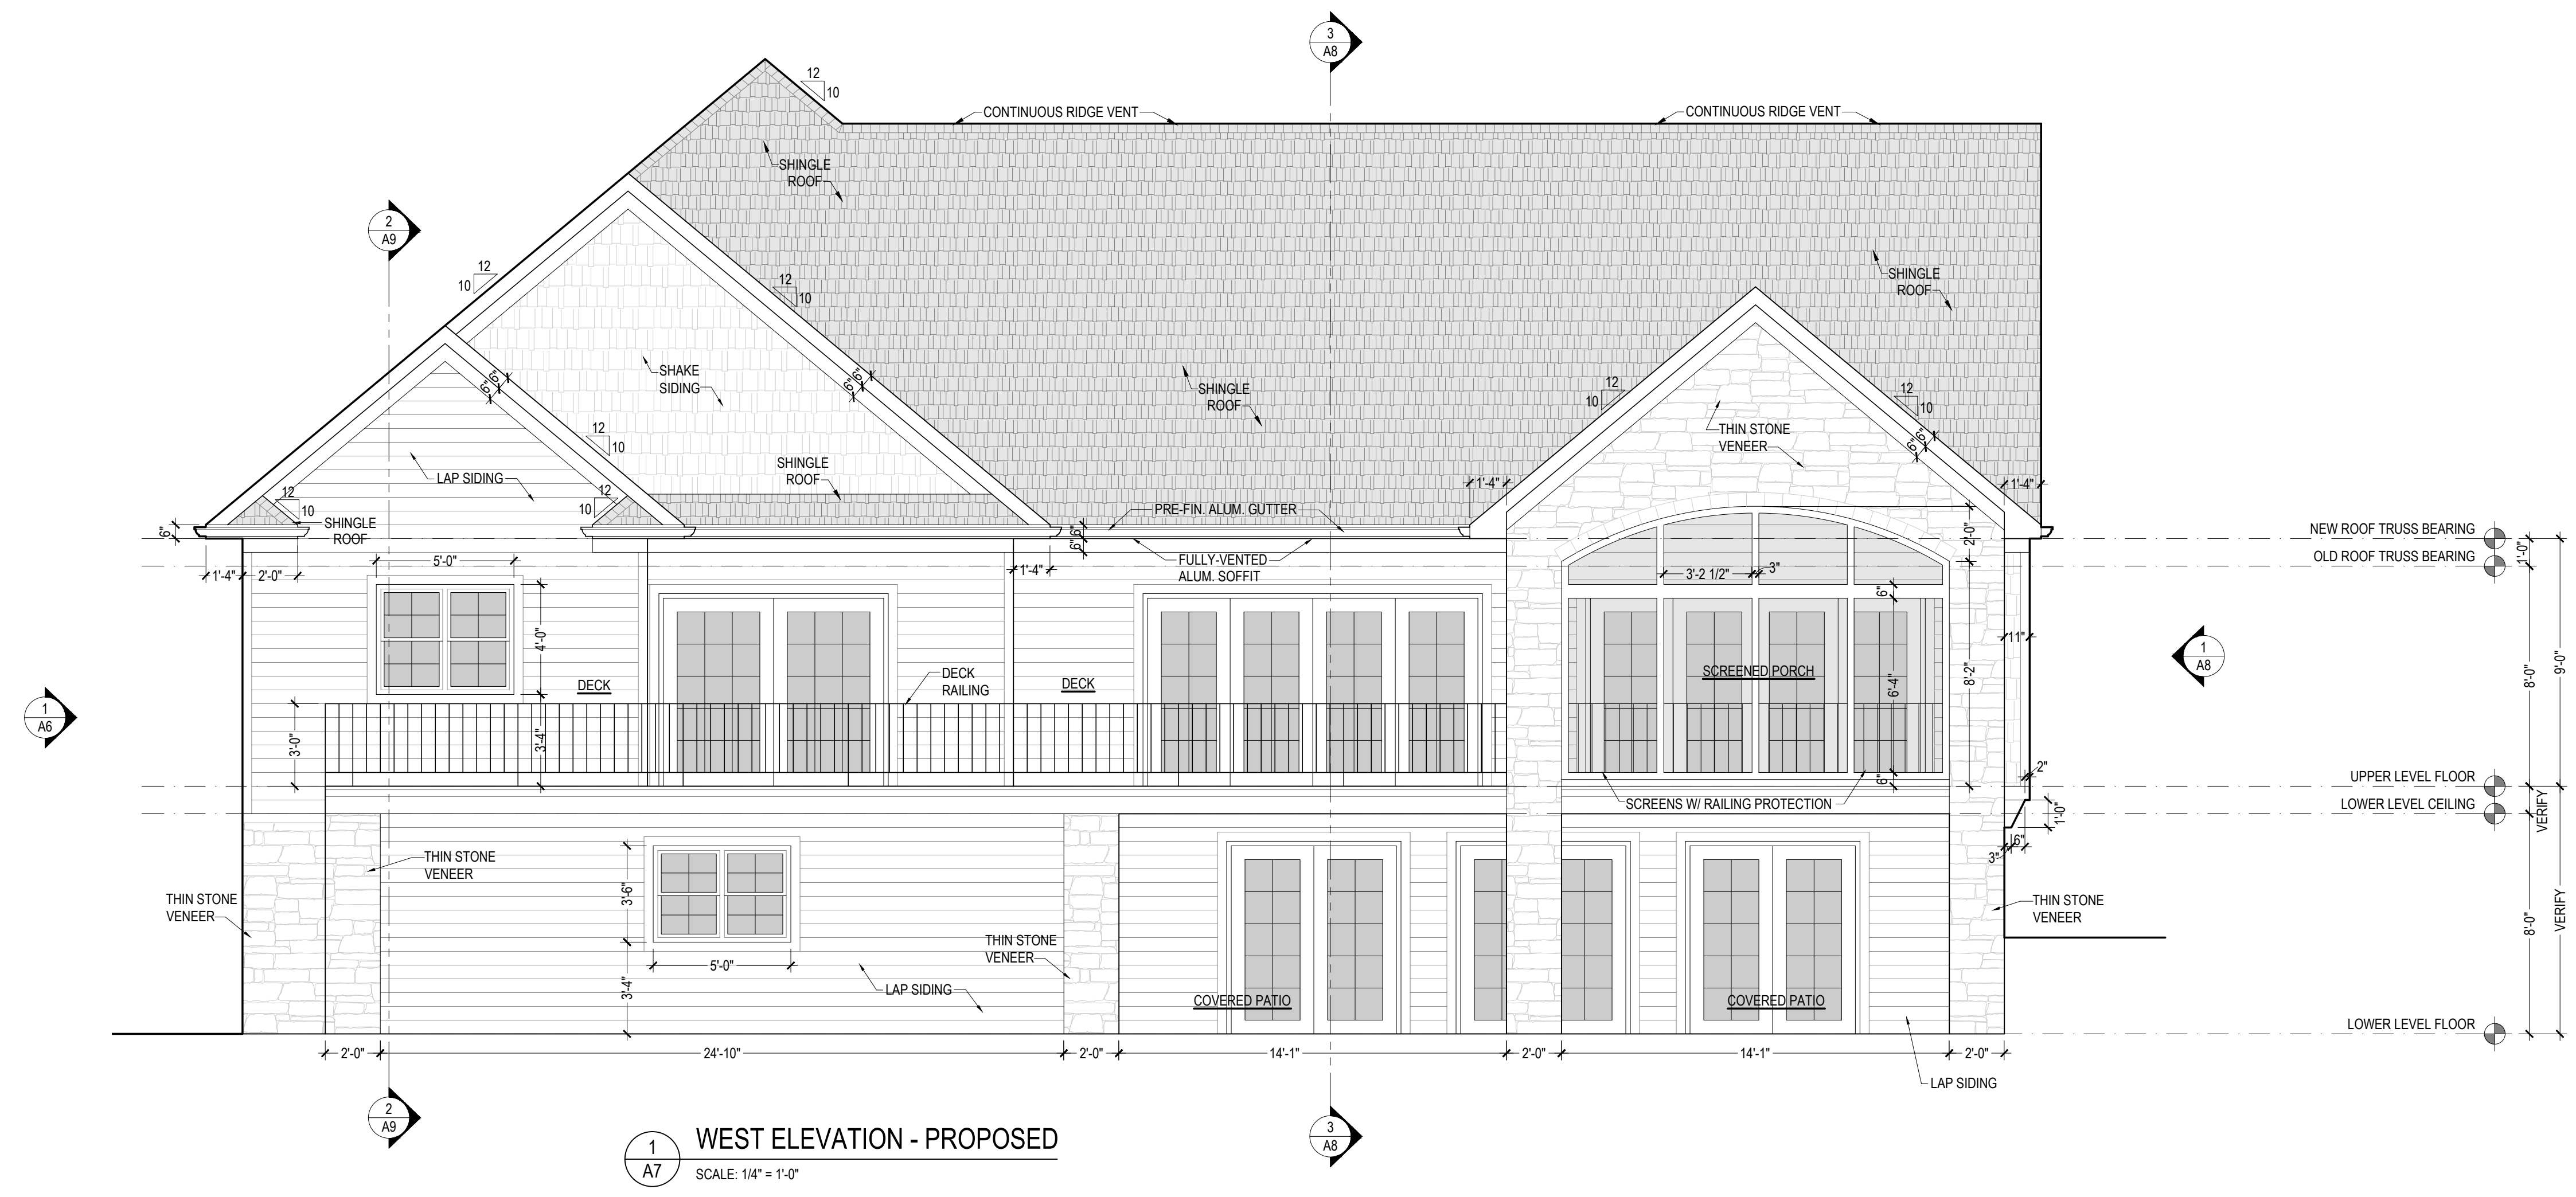 3
A8
12
10
CONTINUOUS RIDGE VENT
CONTINUOUS RIDGE VENT
SHINGLE
ROOF
2
A9
12
10
12
10
SHINGLE
ROOF
SHAKE
SIDING
6" 6"
6" 6"
SHINGLE
ROOF
12
10
12
10
THIN STONE
VENEER
6" 6"
12
10
LAP SIDING
SHINGLE
ROOF
12
10
12
10
1'-4"
1'-4"
SHINGLE
ROOF
PRE-FIN. ALUM. GUTTER
6"
6" 6"
FULLY-VENTED
ALUM. SOFFIT
2'-0"
NEW ROOF TRUSS BEARING
OLD ROOF TRUSS BEARING
1'-0"
5'-0"
1'-4"
2'-0"
1'-4"
3'-2 1/2"
3"
6"
4'-0"
11"
1
A8
DECK
DECK
RAILING
DECK
SCREENED PORCH
6'-4"
8'-2"
8'-0"
9'-0"
1
A6
3'-0"
3'-4"
6"
2"
UPPER LEVEL FLOOR
SCREENS W/ RAILING PROTECTION
LOWER LEVEL CEILING
1'-0"
VERIFY
6"
3"
THIN STONE
VENEER
THIN STONE
VENEER
3'-6"
THIN STONE
VENEER
8'-0"
VERIFY
THIN STONE
VENEER
5'-0"
3'-4"
LAP SIDING
COVERED PATIO
COVERED PATIO
LOWER LEVEL FLOOR
2'-0"
24'-10"
2'-0"
14'-1"
2'-0"
14'-1"
2'-0"
LAP SIDING
2
A9
3
A8
1
A7
WEST ELEVATION - PROPOSED
SCALE: 1/4" = 1'-0"